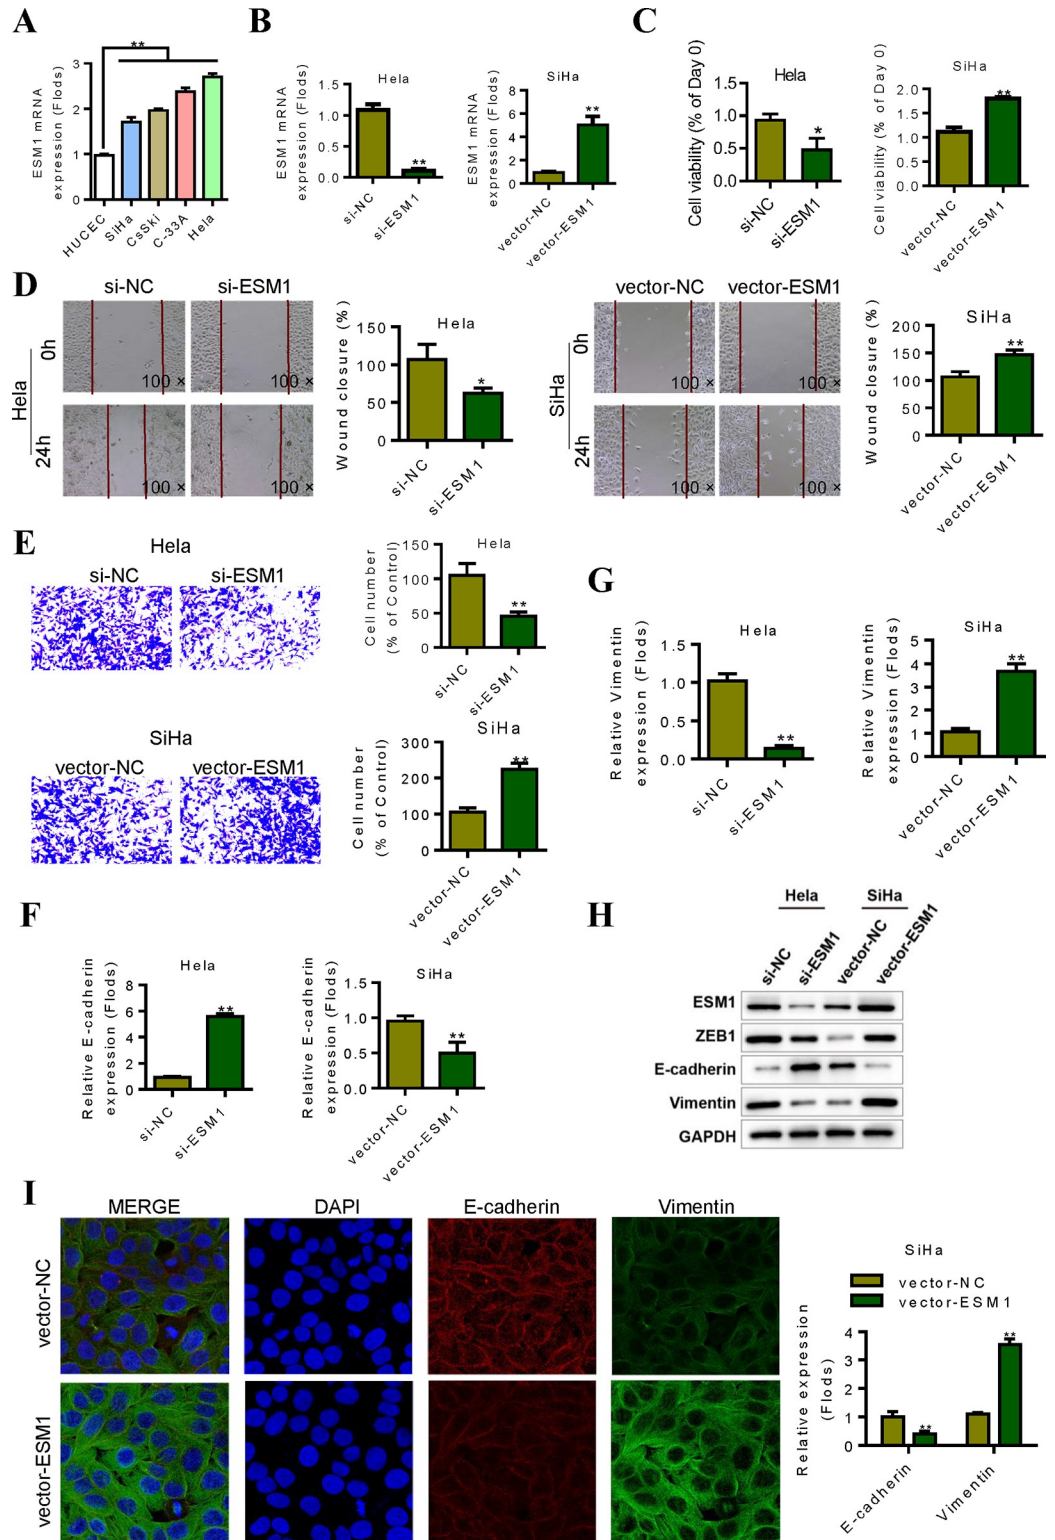 A
**
ESM1 mRNA
expression (Flods)
3
2
1
0
HUCEC
SiHa
CsSki
C-33A
Hela
B
Hela
ESM1 mRNA
expression (Flods)
1.5
1.0
0.5
0.0
**
si-NC
si-ESM1
SiHa
ESM1 mRNA
expression (Flods)
8
6
4
2
0
**
vector-NC
vector-ESM1
C
Hela
Cell viability (% of Day 0)
1.0
0.5
0.0
*
si-NC
si-ESM1
SiHa
Cell viability (% of Day 0)
2.0
1.5
1.0
0.5
0.0
**
vector-NC
vector-ESM1
D
si-NC
si-ESM1
Hela
0h
24h
100 ×
100 ×
100 ×
100 ×
Hela
Wound closure (%)
150
100
50
0
*
si-NC
si-ESM1
vector-NC
vector-ESM1
SiHa
0h
24h
100 ×
100 ×
100 ×
100 ×
SiHa
Wound closure (%)
200
150
100
50
0
**
vector-NC
vector-ESM1
E
Hela
si-NC
si-ESM1
Hela
Cell number
(% of Control)
150
100
50
0
**
si-NC
si-ESM1
SiHa
vector-NC
vector-ESM1
SiHa
Cell number
(% of Control)
300
200
100
0
**
vector-NC
vector-ESM1
G
Hela
Relative Vimentin
expression (Flods)
1.5
1.0
0.5
0.0
**
si-NC
si-ESM1
SiHa
Relative Vimentin
expression (Flods)
5
4
3
2
1
0
**
vector-NC
vector-ESM1
F
Hela
Relative E-cadherin
expression (Flods)
8
6
4
2
0
**
si-NC
si-ESM1
SiHa
Relative E-cadherin
expression (Flods)
1.5
1.0
0.5
0.0
**
vector-NC
vector-ESM1
H
Hela
SiHa
si-NC
si-ESM1
vector-NC
vector-ESM1
ESM1
ZEB1
E-cadherin
Vimentin
GAPDH
I
MERGE
DAPI
E-cadherin
Vimentin
vector-NC
vector-ESM1
SiHa
vector-NC
vector-ESM1
Relative expression
(Flods)
4
3
2
1
0
**
**
E-cadherin
Vimentin